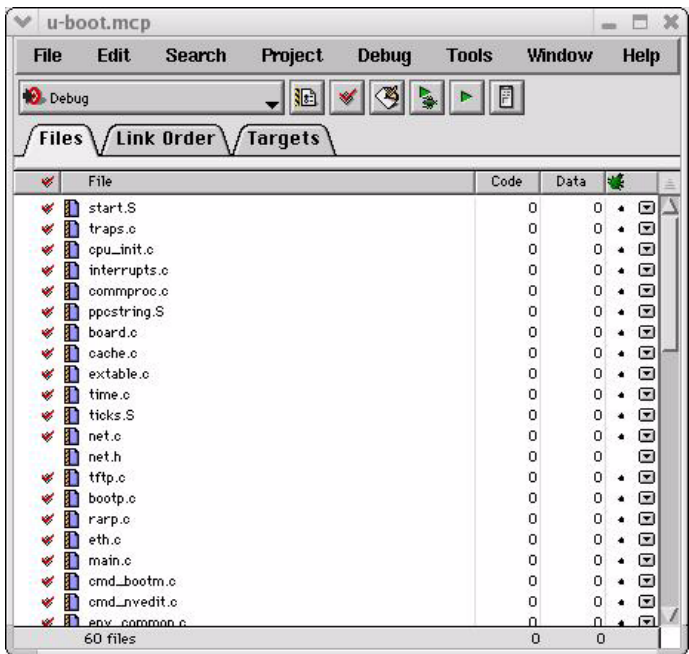 u-boot.mcp
File Edit Search Project Debug Tools Window Help
Debug
Files Link Order Targets
File Code Data
start.S 0 0
traps.c 0 0
cpu_init.c 0 0
interrupts.c 0 0
commproc.c 0 0
ppcstring.S 0 0
board.c 0 0
cache.c 0 0
extable.c 0 0
time.c 0 0
ticks.S 0 0
net.c 0 0
net.h 0 0
tftp.c 0 0
bootp.c 0 0
rarp.c 0 0
eth.c 0 0
main.c 0 0
cmd_bootm.c 0 0
cmd_nvedit.c 0 0
env_common.c 0 0
60 files 0 0